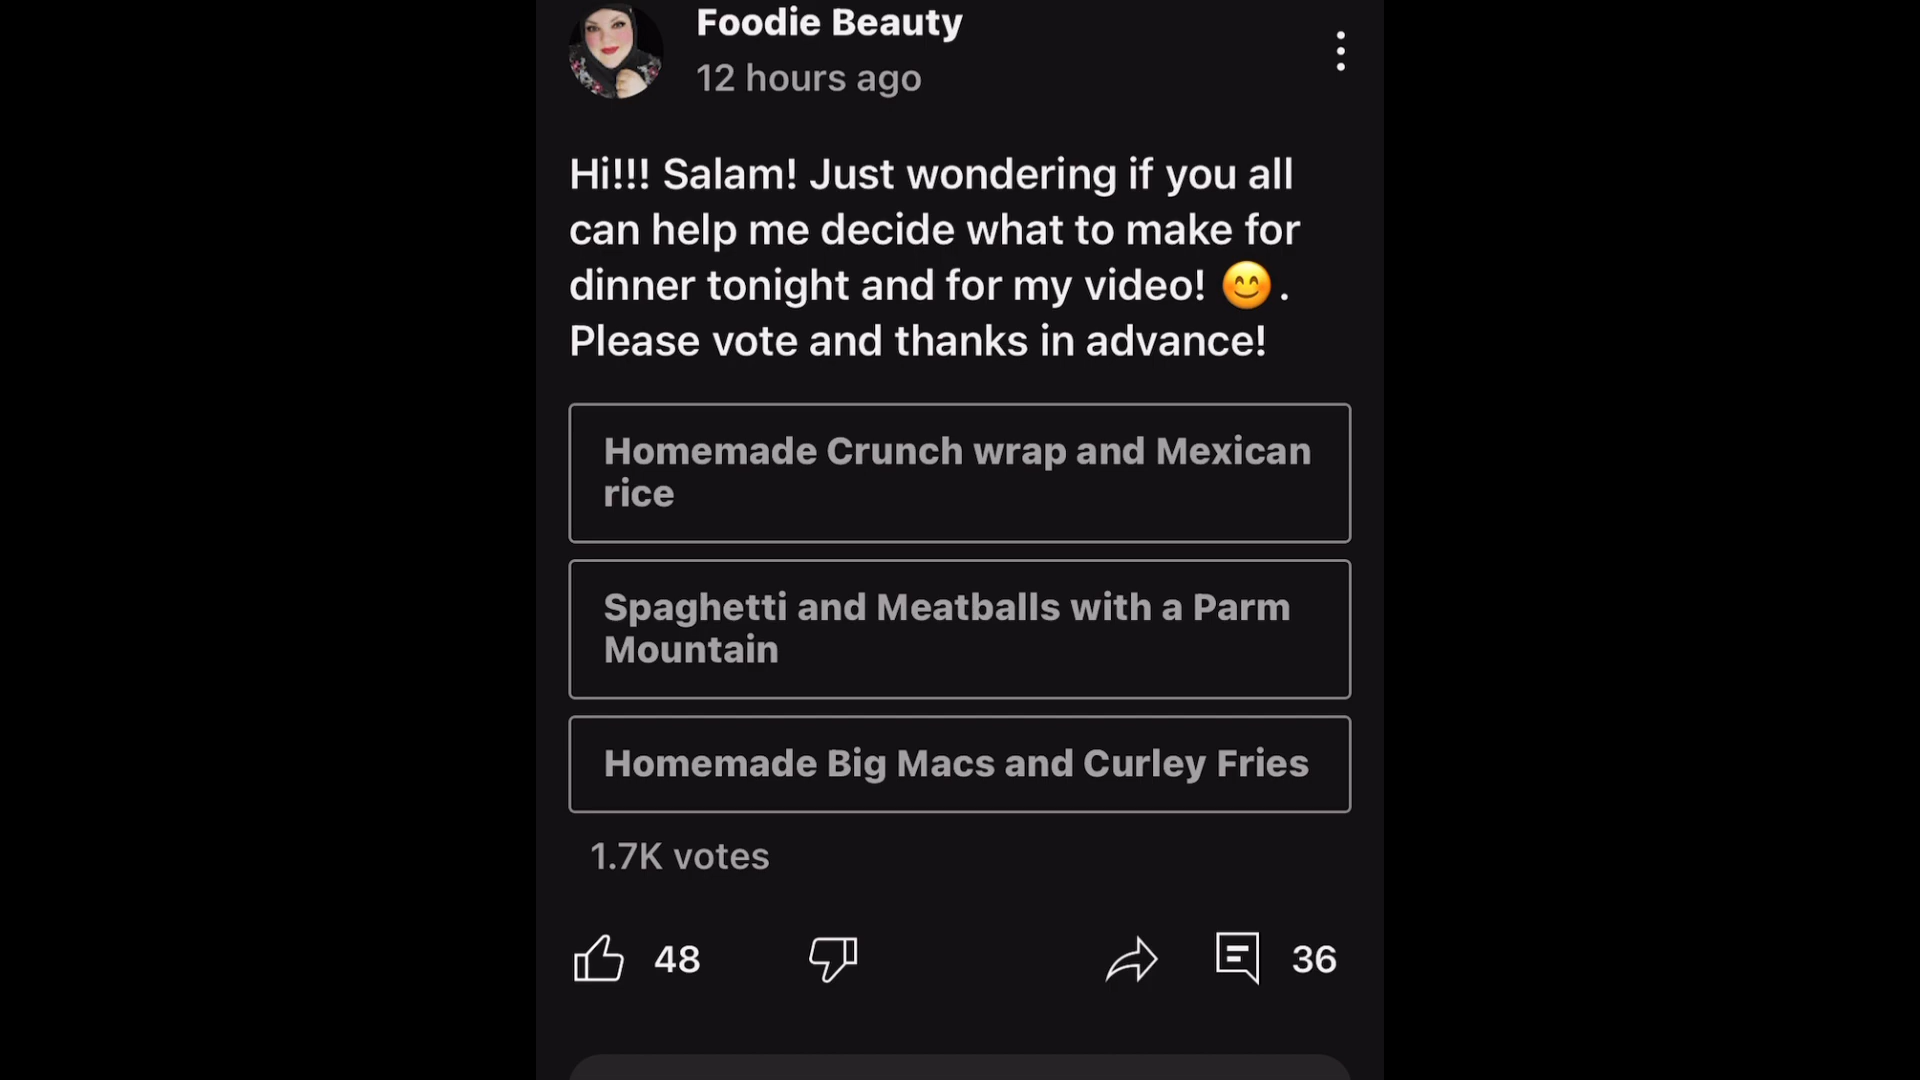 Foodie Beauty
12 hours ago
Hi!!! Salam! Just wondering if you all
can help me decide what to make for
dinner tonight and for my video! 😊.
Please vote and thanks in advance!
Homemade Crunch wrap and Mexican
rice
Spaghetti and Meatballs with a Parm
Mountain
Homemade Big Macs and Curley Fries
1.7K votes
48
36